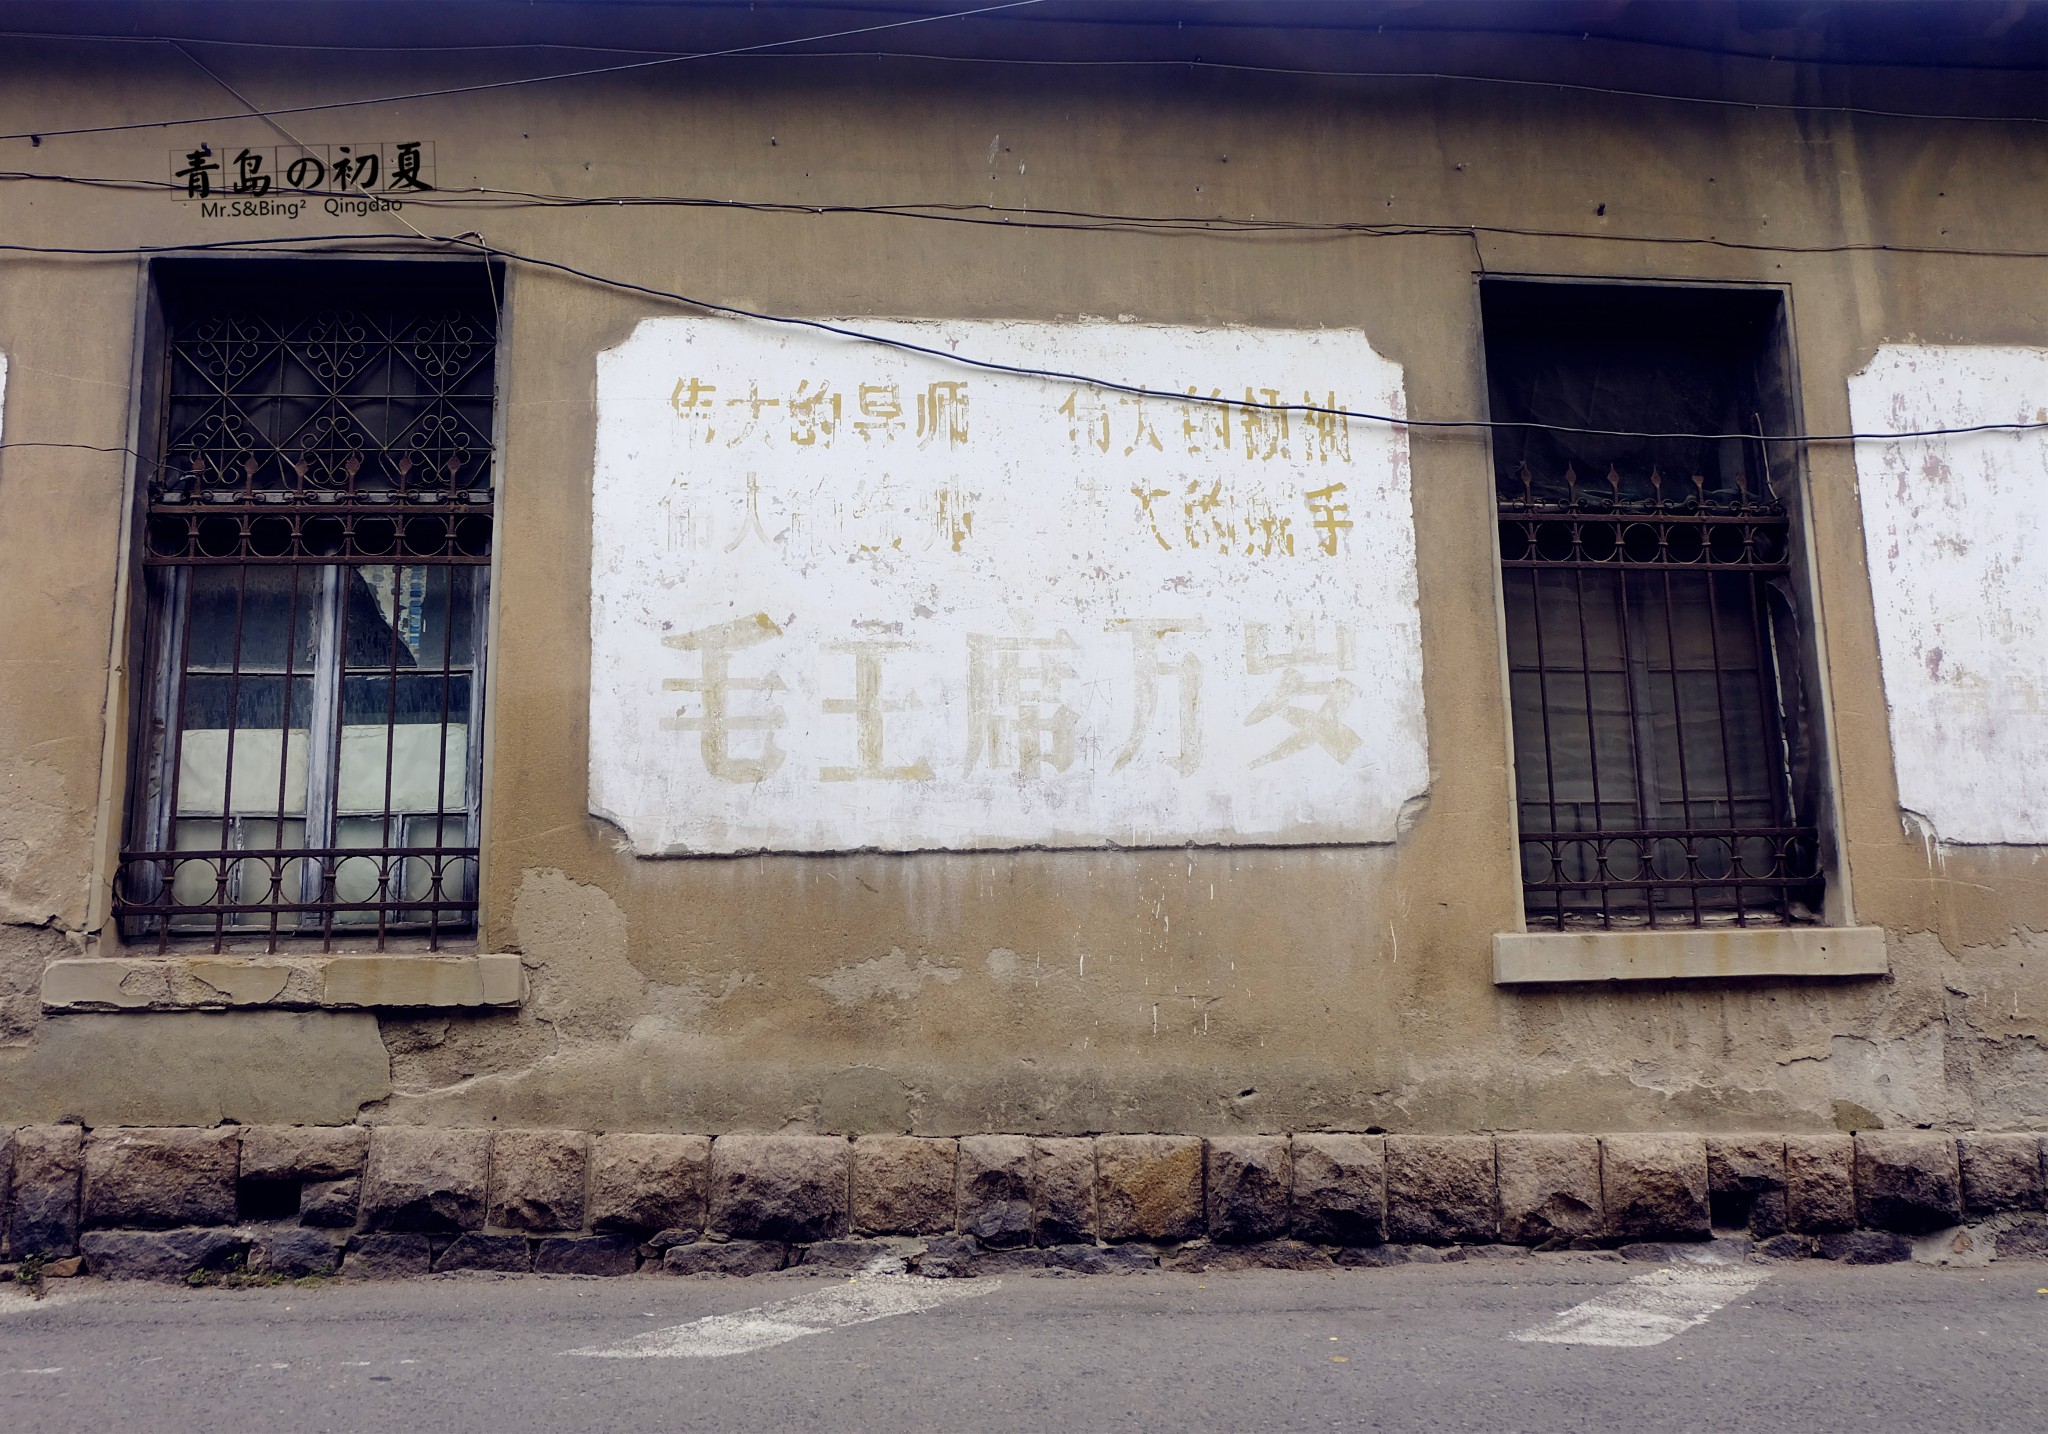 青岛の初夏
Mr.S&Bing² Qingdao
伟大的导师 伟大的领袖
伟大的统帅 伟大的舵手
毛主席万岁